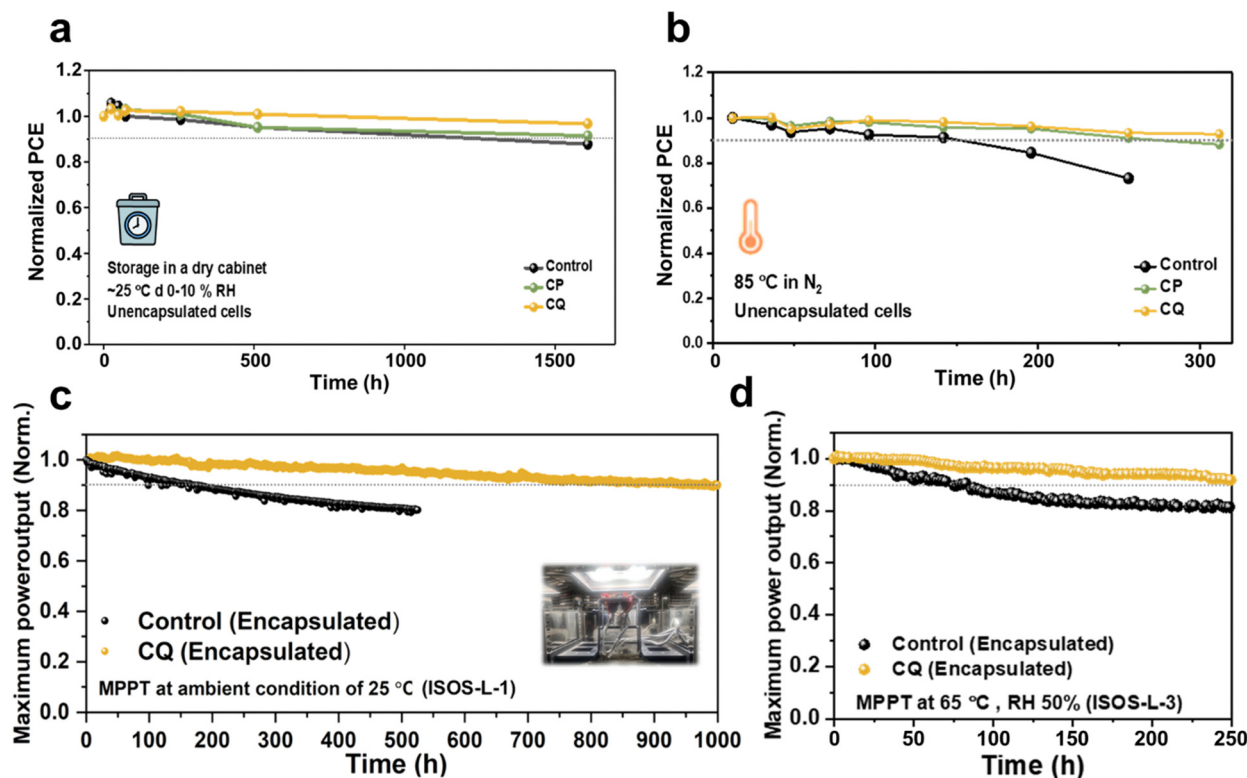 a
1.2
1.0
0.8
0.6
0.4
0.2
0.0
Normalized PCE
Storage in a dry cabinet
~25 °C d 0-10 % RH
Unencapsulated cells
Control
CP
CQ
0 500 1000 1500
Time (h)
b
1.2
1.0
0.8
0.6
0.4
0.2
0.0
Normalized PCE
85 °C in N2
Unencapsulated cells
Control
CP
CQ
0 100 200 300
Time (h)
c
1.0
0.8
0.6
0.4
0.2
0.0
Maximum poweroutput (Norm.)
Control (Encapsulated)
CQ (Encapsulated)
MPPT at ambient condition of 25 °C (ISOS-L-1)
0 100 200 300 400 500 600 700 800 900 1000
Time (h)
d
1.0
0.8
0.6
0.4
0.2
0.0
Maximum power output (Norm.)
Control (Encapsulated)
CQ (Encapsulated)
MPPT at 65 °C , RH 50% (ISOS-L-3)
0 50 100 150 200 250
Time (h)